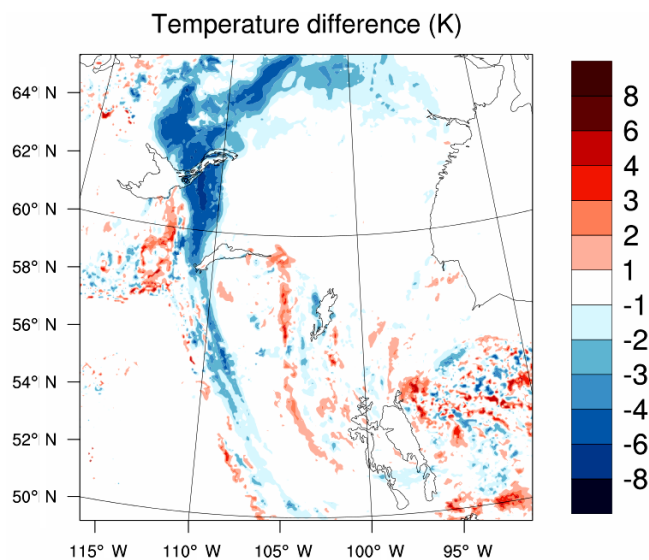 Temperature difference (K)
64° N
62° N
60° N
58° N
56° N
54° N
52° N
50° N
115° W
110° W
105° W
100° W
95° W
8
6
4
3
2
1
-1
-2
-3
-4
-6
-8